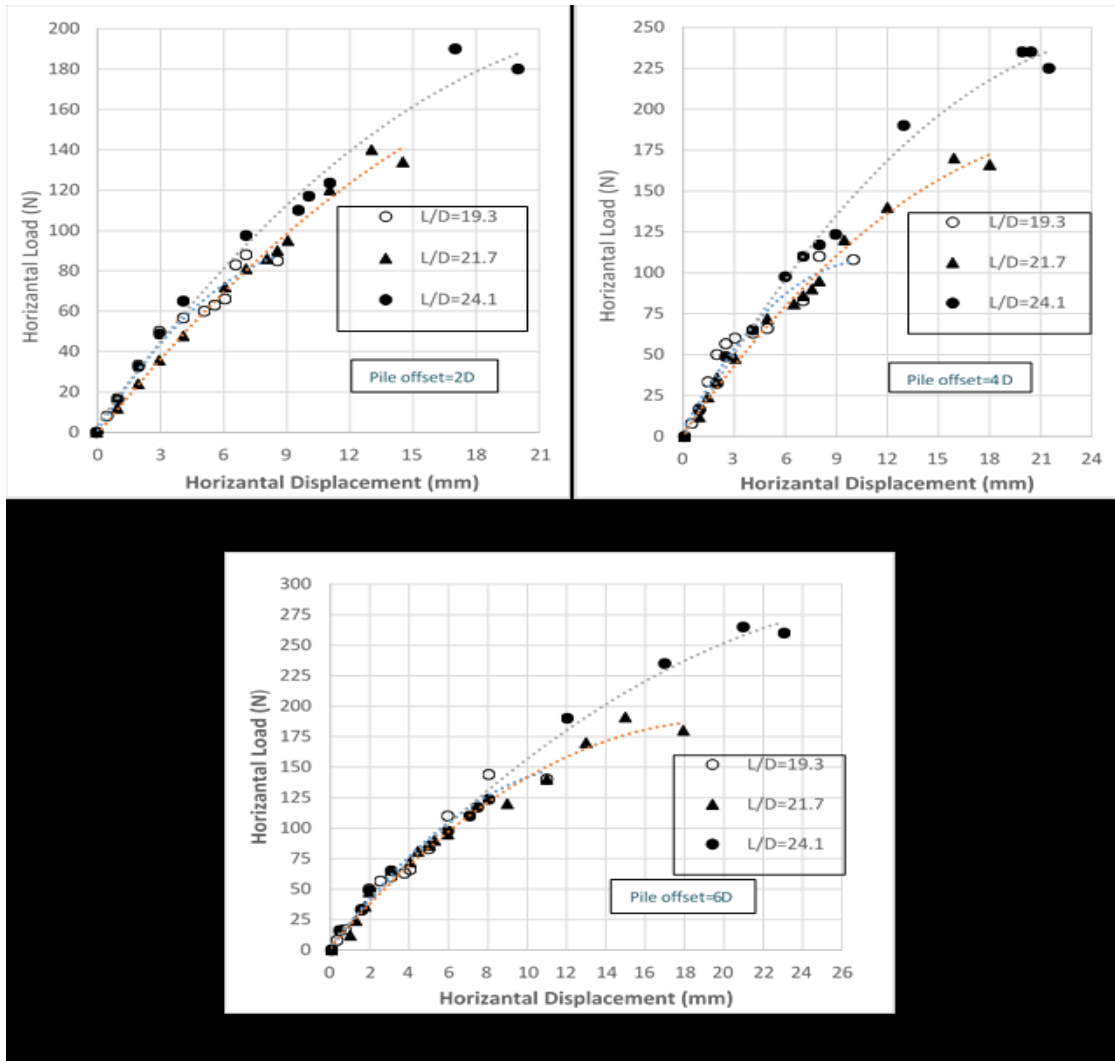 200
180
160
140
120
100
80
60
40
20
0
Horizantal Load (N)
L/D=19.3
L/D=21.7
L/D=24.1
Pile offset=2D
0 3 6 9 12 15 18 21
Horizantal Displacement (mm)
250
225
200
175
150
125
100
75
50
25
0
Horizantal Load (N)
L/D=19.3
L/D=21.7
L/D=24.1
Pile offset=4D
0 3 6 9 12 15 18 21 24
Horizantal Displacement (mm)
300
275
250
225
200
175
150
125
100
75
50
25
0
Horizantal Load (N)
L/D=19.3
L/D=21.7
L/D=24.1
Pile offset=6D
0 2 4 6 8 10 12 14 16 18 20 22 24 26
Horizantal Displacement (mm)